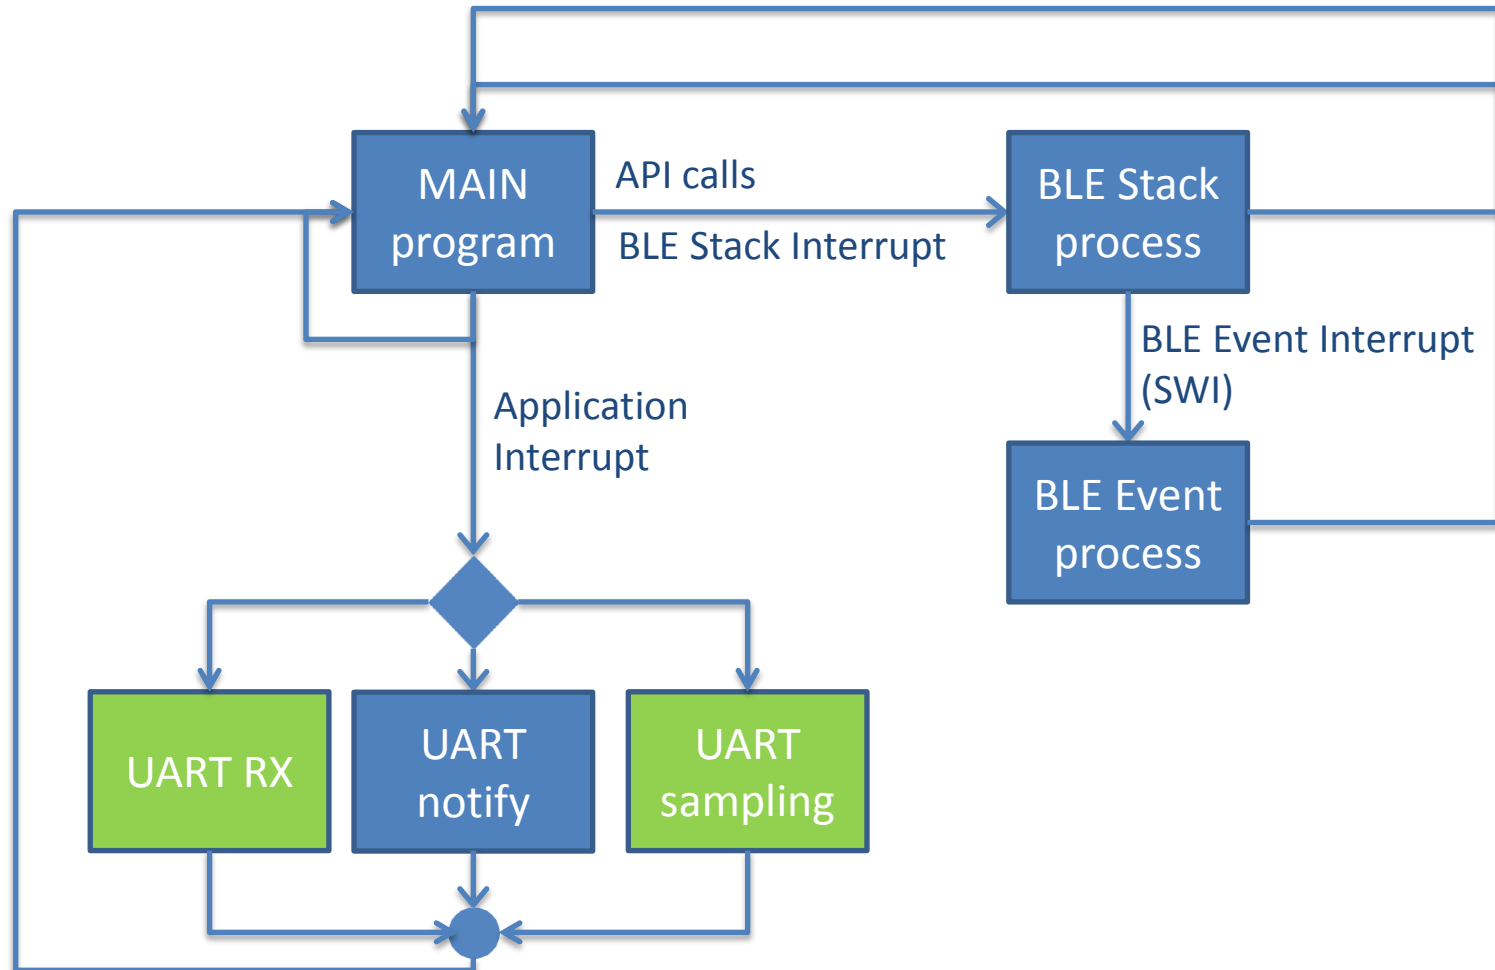 MAIN
program
API calls
BLE Stack Interrupt
BLE Stack
process
BLE Event Interrupt
(SWI)
Application
Interrupt
BLE Event
process
UART RX
UART
notify
UART
sampling